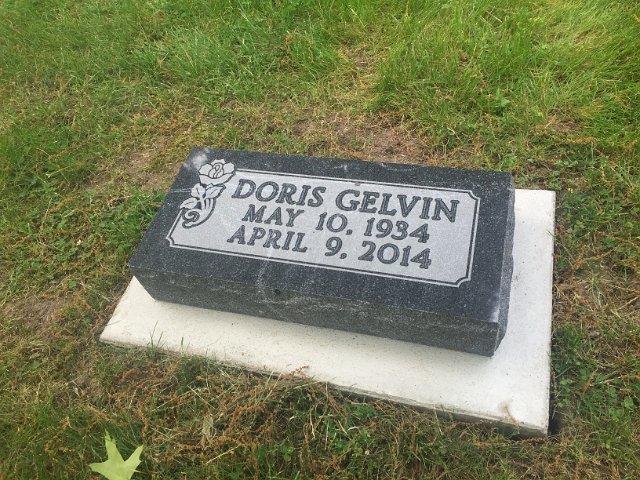 DORIS GELVIN
MAY 10, 1934
APRIL 9, 2014